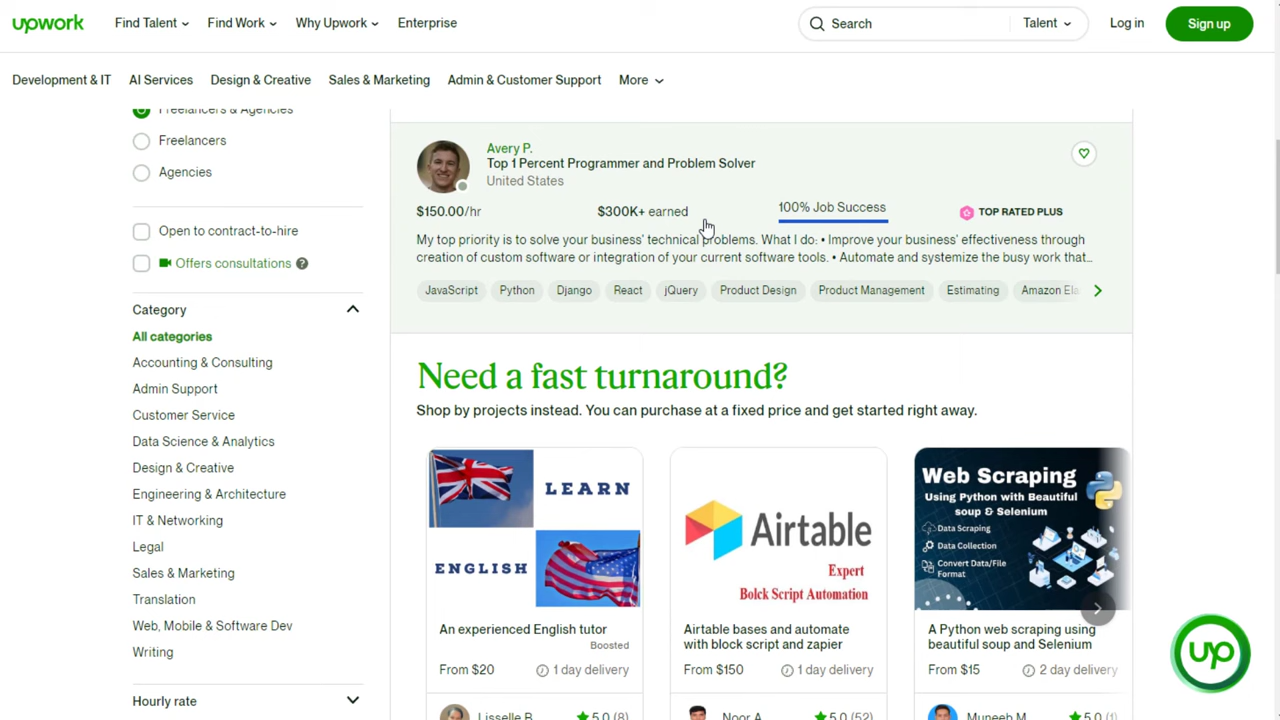 upwork
Find Talent
Find Work
Why Upwork
Enterprise
Search
Talent
Log in
Sign up
Development & IT
AI Services
Design & Creative
Sales & Marketing
Admin & Customer Support
More
Freelancers & Agencies
Freelancers
Agencies
Open to contract-to-hire
Offers consultations ?
Category
All categories
Accounting & Consulting
Admin Support
Customer Service
Data Science & Analytics
Design & Creative
Engineering & Architecture
IT & Networking
Legal
Sales & Marketing
Translation
Web, Mobile & Software Dev
Writing
Hourly rate
Avery P.
Top 1 Percent Programmer and Problem Solver
United States
$150.00/hr
$300K+ earned
100% Job Success
TOP RATED PLUS
My top priority is to solve your business' technical problems. What I do: • Improve your business' effectiveness through
creation of custom software or integration of your current software tools. • Automate and systemize the busy work that...
JavaScript
Python
Django
React
jQuery
Product Design
Product Management
Estimating
Amazon Ela
Need a fast turnaround?
Shop by projects instead. You can purchase at a fixed price and get started right away.
LEARN
ENGLISH
An experienced English tutor
Boosted
From $20
1 day delivery
Lisselle B.
5.0 (8)
Airtable
Expert
Bolck Script Automation
Airtable bases and automate
with block script and zapier
From $150
1 day delivery
Noor A.
5.0 (52)
Web Scraping
Using Python with Beautiful
soup & Selenium
Data Scraping
Data Collection
Convert Data/File
Format
A Python web scraping using
beautiful soup and Selenium
From $15
2 day delivery
Muneeb M.
5.0 (1)
up